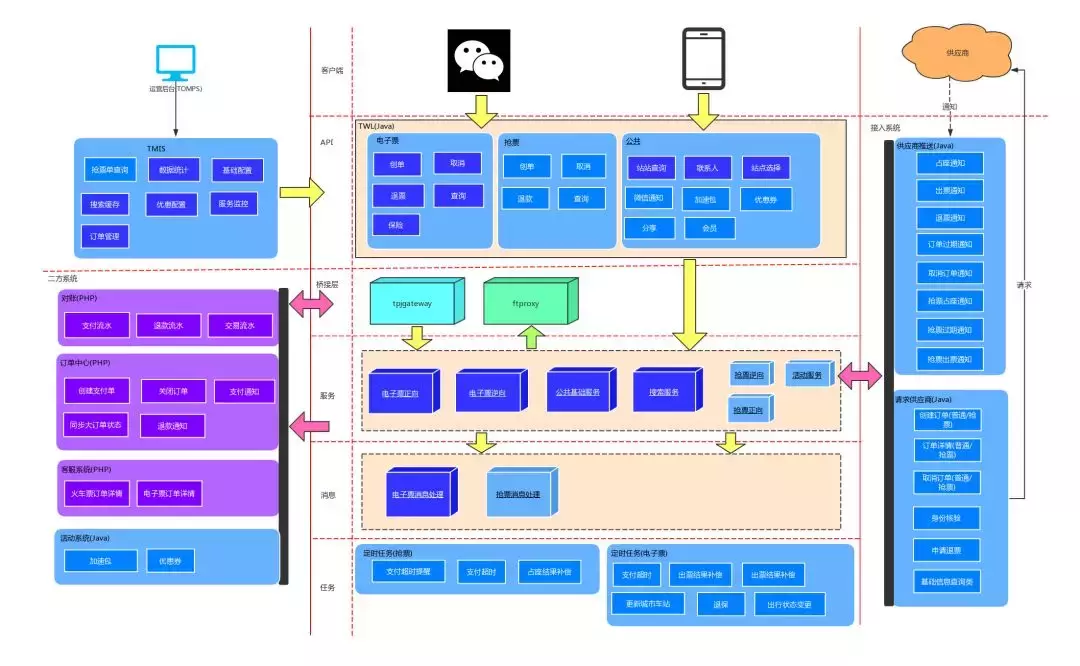 运营后台(TOMPS)
TMIS
抢票单查询
数据统计
基础配置
搜索缓存
优惠配置
服务监控
订单管理
二方系统
对账(PHP)
支付流水
退款流水
交易流水
订单中心(PHP)
创建支付单
关闭订单
支付通知
同步大订单状态
退款通知
客服系统(PHP)
火车票订单详情
电子票订单详情
活动系统(Java)
加速包
优惠券
客户端
API
桥接层
服务
消息
任务
TWL(Java)
电子票
创单
取消
退票
查询
保险
抢票
创单
取消
退款
查询
公共
站站查询
联系人
站点选择
微信通知
加速包
优惠券
分享
会员
tpjgateway
ftproxy
电子票正向
电子票逆向
公共基础服务
搜索服务
抢票逆向
活动服务
抢票正向
电子票消息处理
抢票消息处理
定时任务(抢票)
支付超时提醒
支付超时
占座结果补偿
定时任务(电子票)
支付超时
出票结果补偿
出票结果补偿
更新城市车站
退保
出行状态变更
供应商
通知
请求
接入系统
供应商推送(Java)
占座通知
出票通知
退票通知
订单过期通知
取消订单通知
抢票占座通知
抢票过期通知
抢票出票通知
请求供应商(Java)
创建订单(普通/抢
票)
订单详情(普通/
抢票)
取消订单(普通/
抢票)
身份核验
申请退票
基础信息查询类